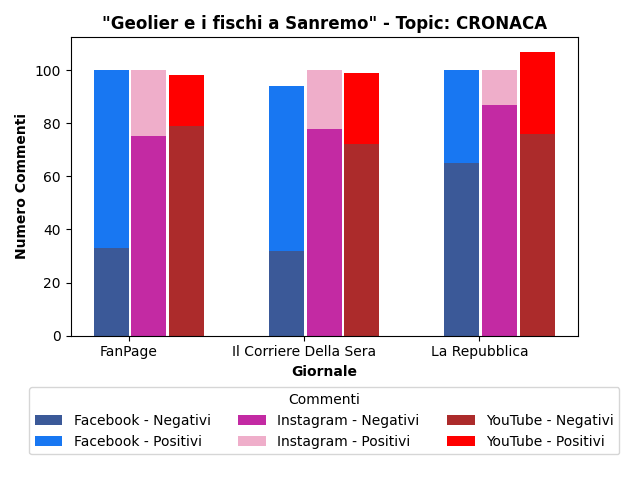 "Geolier e i fischi a Sanremo" - Topic: CRONACA
Numero Commenti
100
80
60
40
20
0
FanPage Il Corriere Della Sera La Repubblica
Giornale
Commenti
Facebook - Negativi Instagram - Negativi YouTube - Negativi
Facebook - Positivi Instagram - Positivi YouTube - Positivi